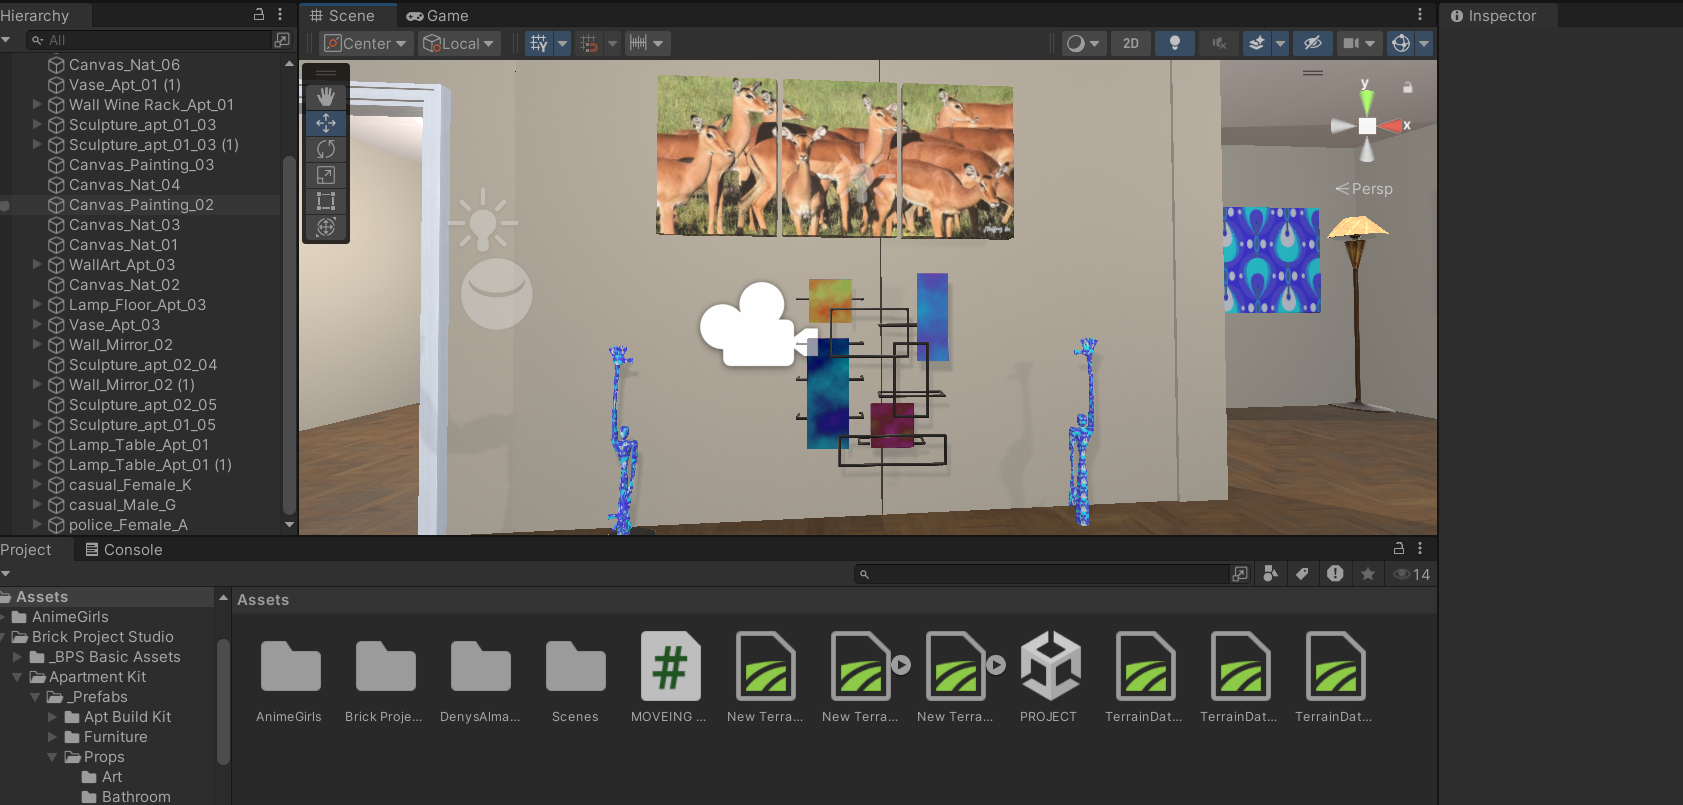 Hierarchy
Scene
Game
Inspector
All
Center
Local
2D
Canvas_Nat_06
Vase_Apt_01 (1)
Wall Wine Rack_Apt_01
Sculpture_apt_01_03
Sculpture_apt_01_03 (1)
Canvas_Painting_03
Canvas_Nat_04
Canvas_Painting_02
Canvas_Nat_03
Canvas_Nat_01
WallArt_Apt_03
Canvas_Nat_02
Lamp_Floor_Apt_03
Vase_Apt_03
Wall_Mirror_02
Sculpture_apt_02_04
Wall_Mirror_02 (1)
Sculpture_apt_02_05
Sculpture_apt_01_05
Lamp_Table_Apt_01
Lamp_Table_Apt_01 (1)
casual_Female_K
casual_Male_G
police_Female_A
y
x
Persp
Project
Console
14
Assets
AnimeGirls
Brick Project Studio
_BPS Basic Assets
Apartment Kit
_Prefabs
Apt Build Kit
Furniture
Props
Art
Bathroom
Assets
AnimeGirls
Brick Proje...
DenysAlma...
Scenes
MOVEING ...
New Terra...
New Terra...
New Terra...
PROJECT
TerrainDat...
TerrainDat...
TerrainDat...